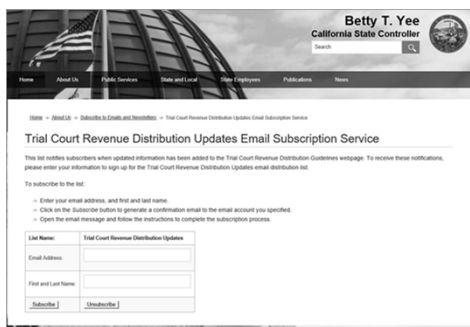 Betty T. Yee
California State Controller
Search
Home About Us Public Services State and Local State Employees Publications News
Home → About Us → Subscribe to Emails and Newsletters → Trial Court Revenue Distribution Updates Email Subscription Service
Trial Court Revenue Distribution Updates Email Subscription Service
This list notifies subscribers when updated information has been added to the Trial Court Revenue Distribution Guidelines webpage. To receive these notifications,
please enter your information to sign up for the Trial Court Revenue Distribution Updates email distribution list.
To subscribe to the list:
Enter your email address, and first and last name.
Click on the Subscribe button to generate a confirmation email to the email account you specified.
Open the email message and follow the instructions to complete the subscription process.
List Name: Trial Court Revenue Distribution Updates
Email Address:
First and Last Name:
Subscribe Unsubscribe